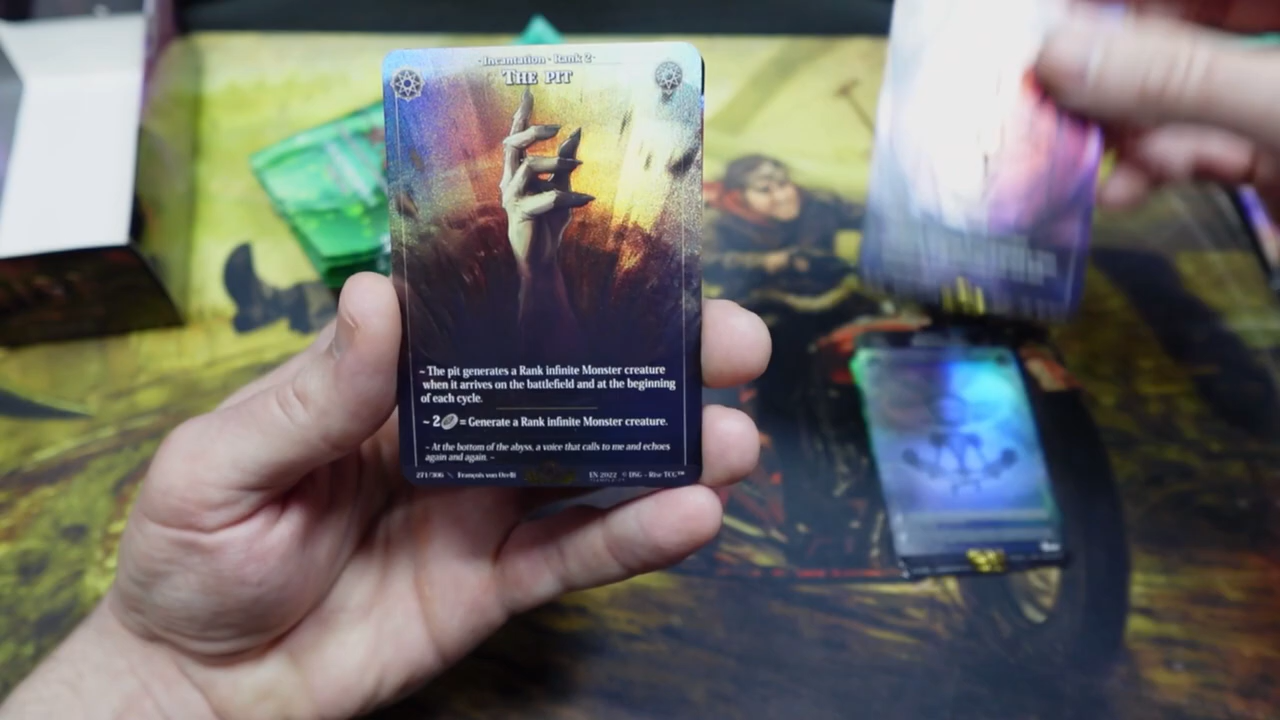 -Incantation - Rank 2-
THE PIT
~ The pit generates a Rank infinite Monster creature
when it arrives on the battlefield and at the beginning
of each cycle.
~ 2 = Generate a Rank infinite Monster creature.
~ At the bottom of the abyss, a voice that calls to me and echoes
again and again. ~
271/306 \ François von Orelli EN 2022 © DSG - Rise TCG™